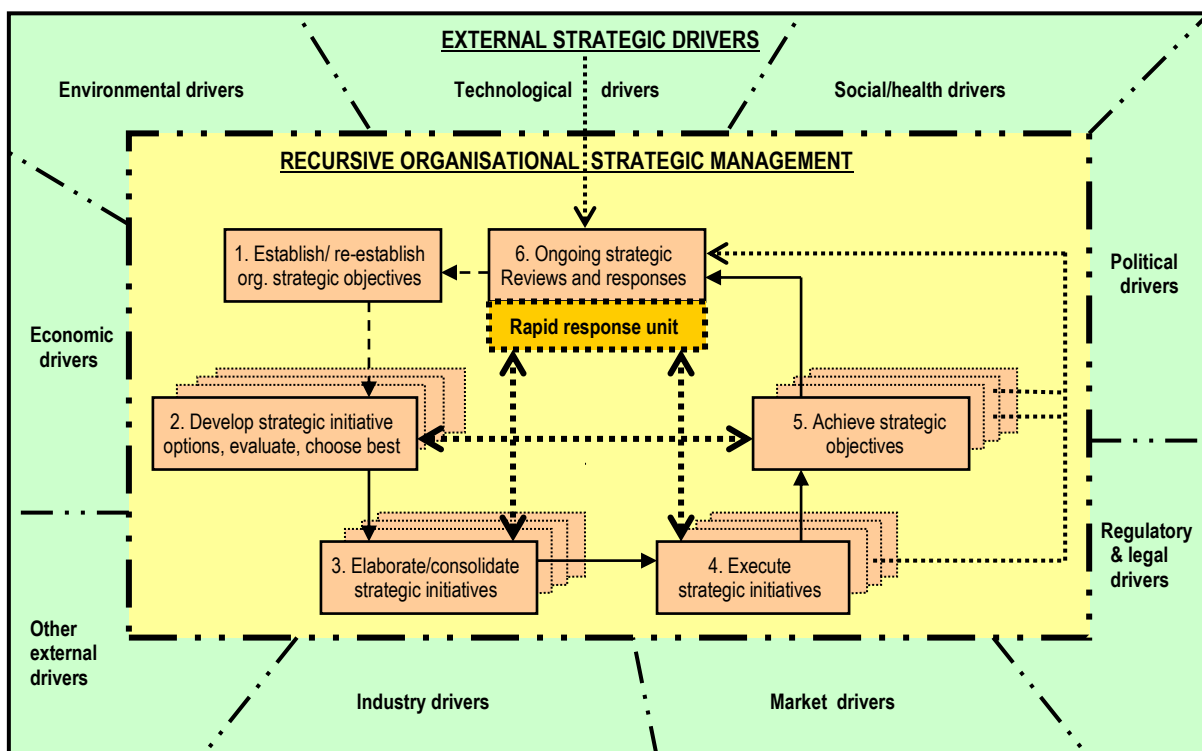 EXTERNAL STRATEGIC DRIVERS
Environmental drivers
Technological drivers
Social/health drivers
RECURSIVE ORGANISATIONAL STRATEGIC MANAGEMENT
1. Establish/ re-establish
org. strategic objectives
6. Ongoing strategic
Reviews and responses
Rapid response unit
Political
drivers
Economic
drivers
2. Develop strategic initiative
options, evaluate, choose best
5. Achieve strategic
objectives
3. Elaborate/consolidate
strategic initiatives
4. Execute
strategic initiatives
Regulatory
& legal
drivers
Other
external
drivers
Industry drivers
Market drivers